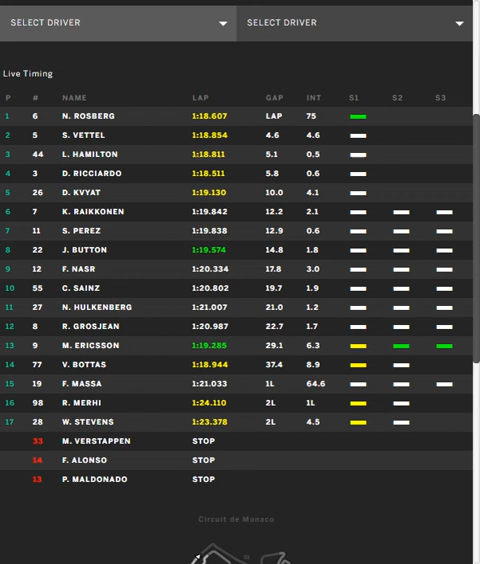 SELECT DRIVER SELECT DRIVER
Live Timing
P # NAME LAP GAP INT S1 S2 S3
1 6 N. ROSBERG 1:18.607 LAP 75
2 5 S. VETTEL 1:18.854 4.6 4.6
3 44 L. HAMILTON 1:18.811 5.1 0.5
4 3 D. RICCIARDO 1:18.511 5.8 0.6
5 26 D. KVYAT 1:19.130 10.0 4.1
6 7 K. RAIKKONEN 1:19.842 12.2 2.1
7 11 S. PEREZ 1:19.838 12.9 0.6
8 22 J. BUTTON 1:19.574 14.8 1.8
9 12 F. NASR 1:20.334 17.8 3.0
10 55 C. SAINZ 1:20.802 19.7 1.9
11 27 N. HULKENBERG 1:21.007 21.0 1.2
12 8 R. GROSJEAN 1:20.987 22.7 1.7
13 9 M. ERICSSON 1:19.285 29.1 6.3
14 77 V. BOTTAS 1:18.944 37.4 8.9
15 19 F. MASSA 1:21.033 1L 64.6
16 98 R. MERHI 1:24.110 2L 1L
17 28 W. STEVENS 1:23.378 2L 4.5
33 M. VERSTAPPEN STOP
14 F. ALONSO STOP
13 P. MALDONADO STOP
Circuit de Monaco